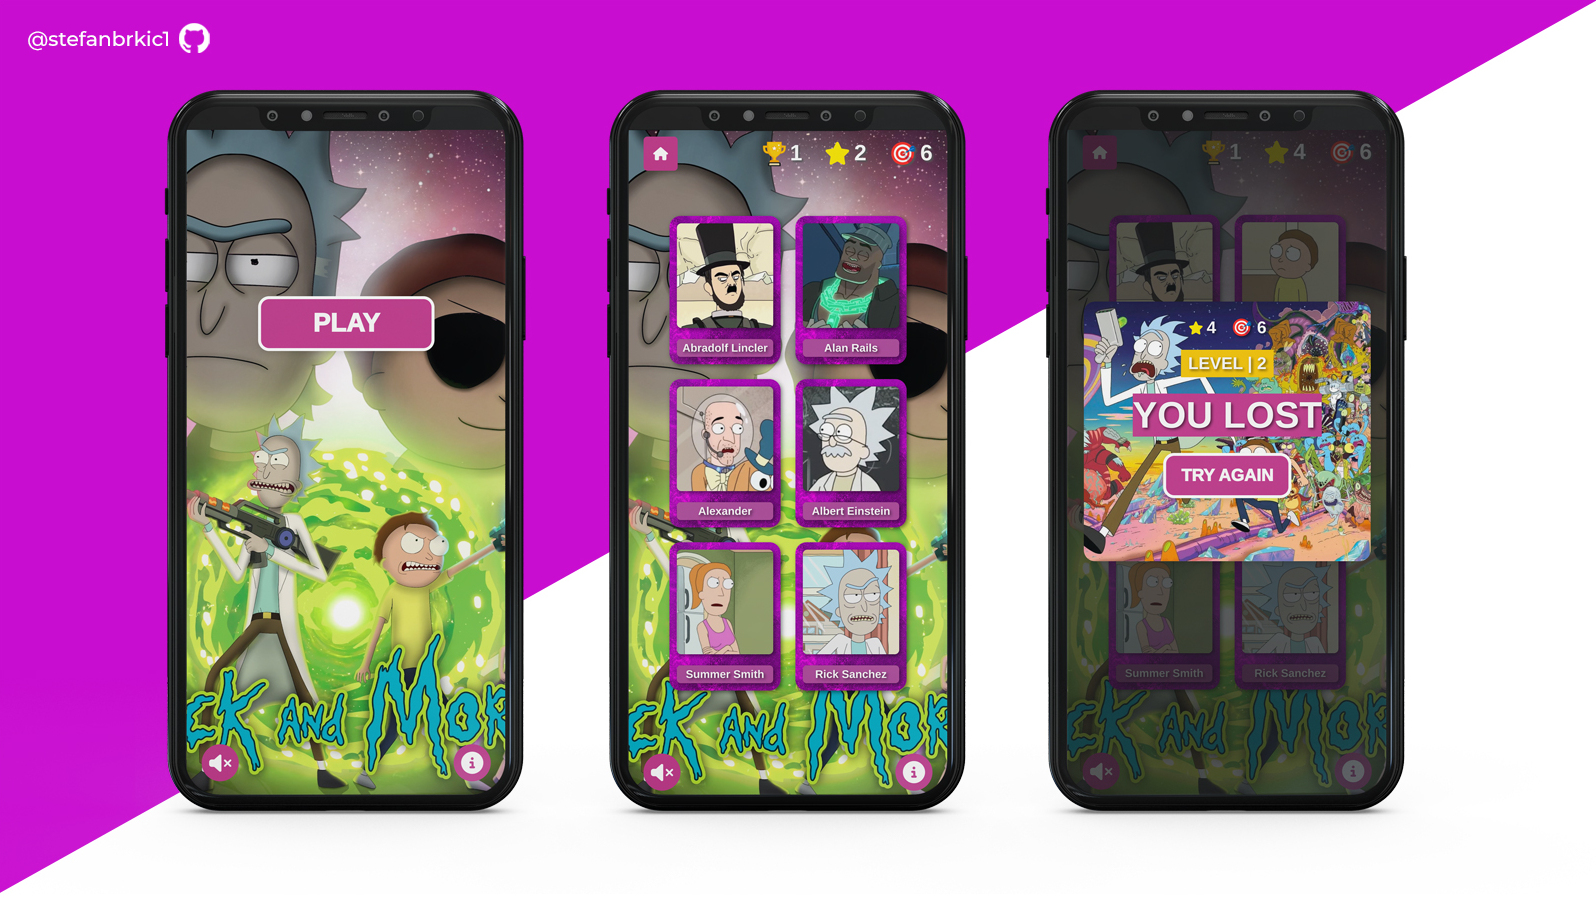 @stefanbrkic1
PLAY
CK AND MOR
1 2 6
Abradolf Lincler
Alan Rails
Alexander
Albert Einstein
Summer Smith
Rick Sanchez
CK AND MOR
1 4 6
4 6
LEVEL | 2
YOU LOST
TRY AGAIN
Summer Smith
Rick Sanchez
CK AND MOR